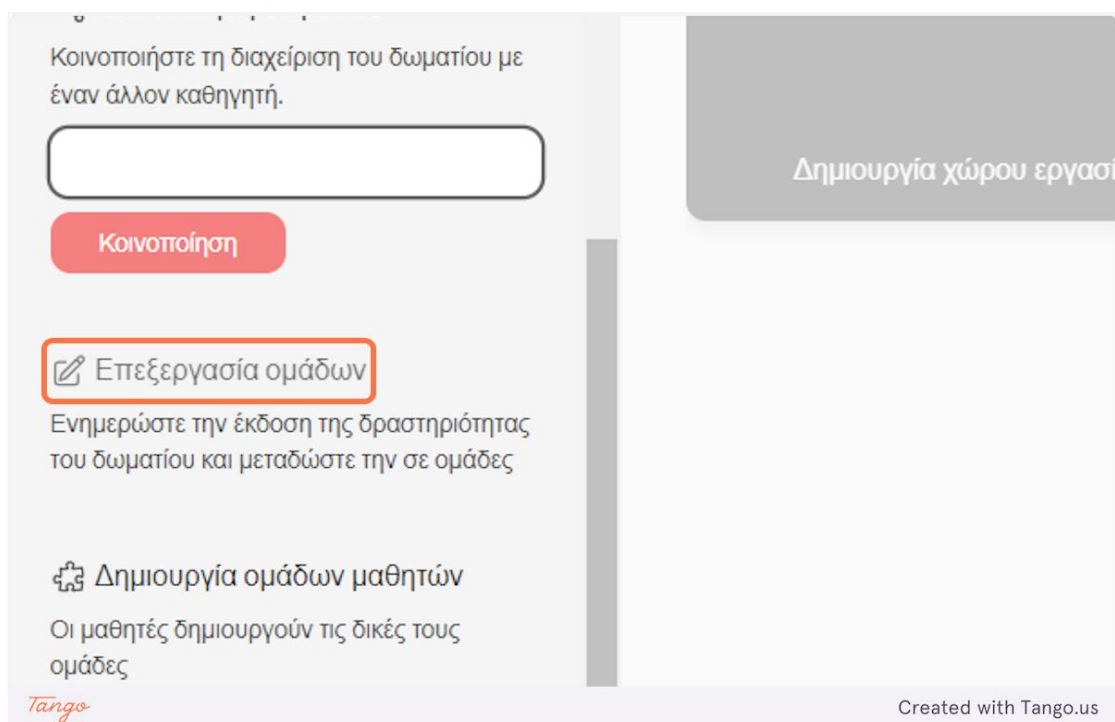 Κοινοποιήστε τη διαχείριση του δωματίου με
έναν άλλον καθηγητή.
Δημιουργία χώρου εργασί
Κοινοποίηση
Επεξεργασία ομάδων
Ενημερώστε την έκδοση της δραστηριότητας
του δωματίου και μεταδώστε την σε ομάδες
Δημιουργία ομάδων μαθητών
Οι μαθητές δημιουργούν τις δικές τους
ομάδες
Tango
Created with Tango.us